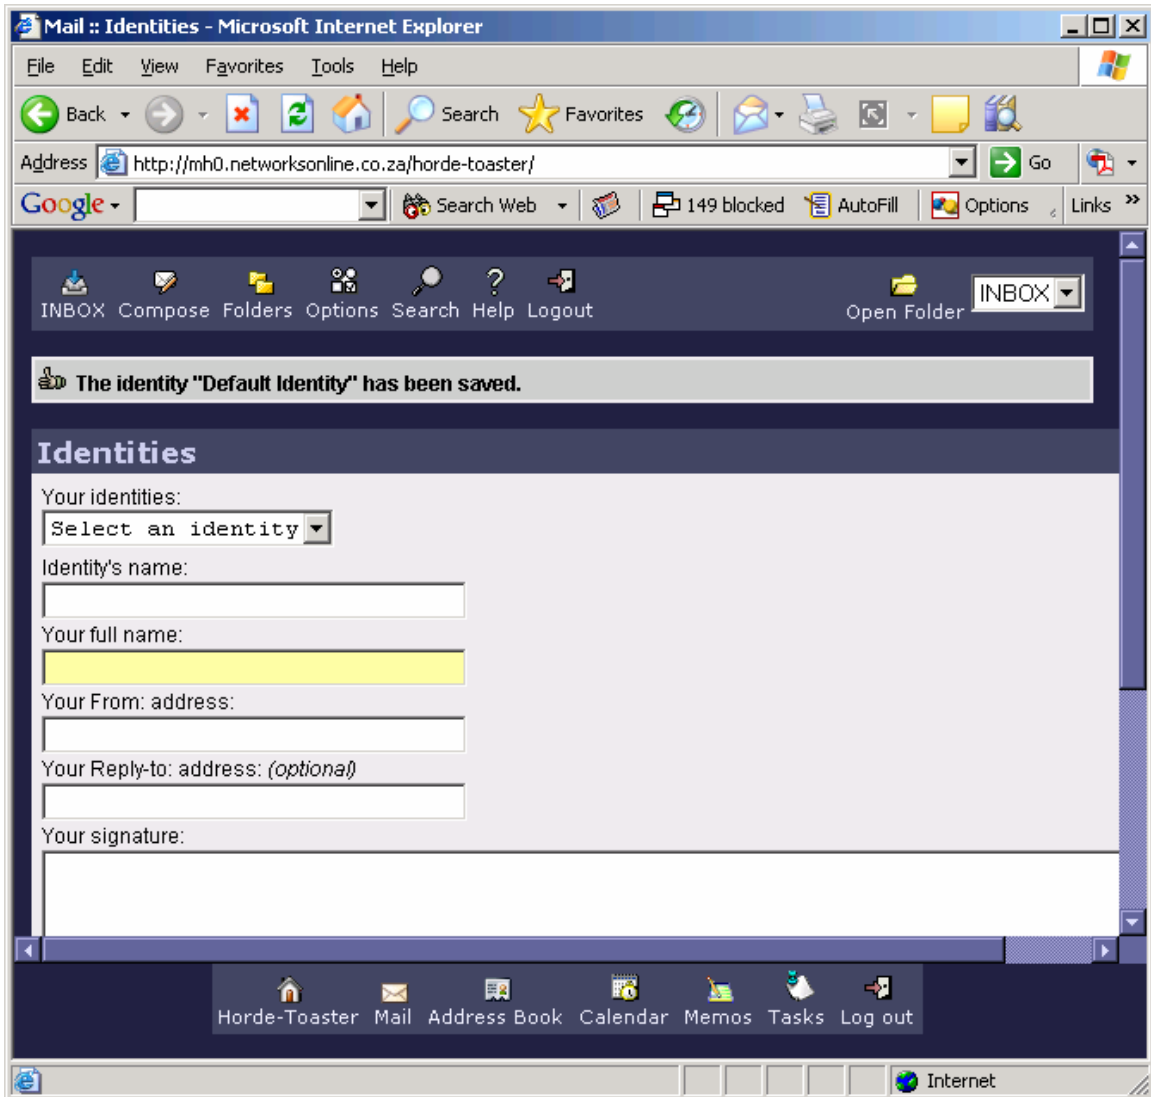 Mail :: Identities - Microsoft Internet Explorer
File Edit View Favorites Tools Help
Back Search Favorites
Address http://mh0.networksonline.co.za/horde-toaster/ Go
Google Search Web 149 blocked AutoFill Options Links »
INBOX Compose Folders Options Search Help Logout Open Folder INBOX
The identity "Default Identity" has been saved.
Identities
Your identities:
Select an identity
Identity's name:
Your full name:
Your From: address:
Your Reply-to: address: (optional)
Your signature:
Horde-Toaster Mail Address Book Calendar Memos Tasks Log out
Internet